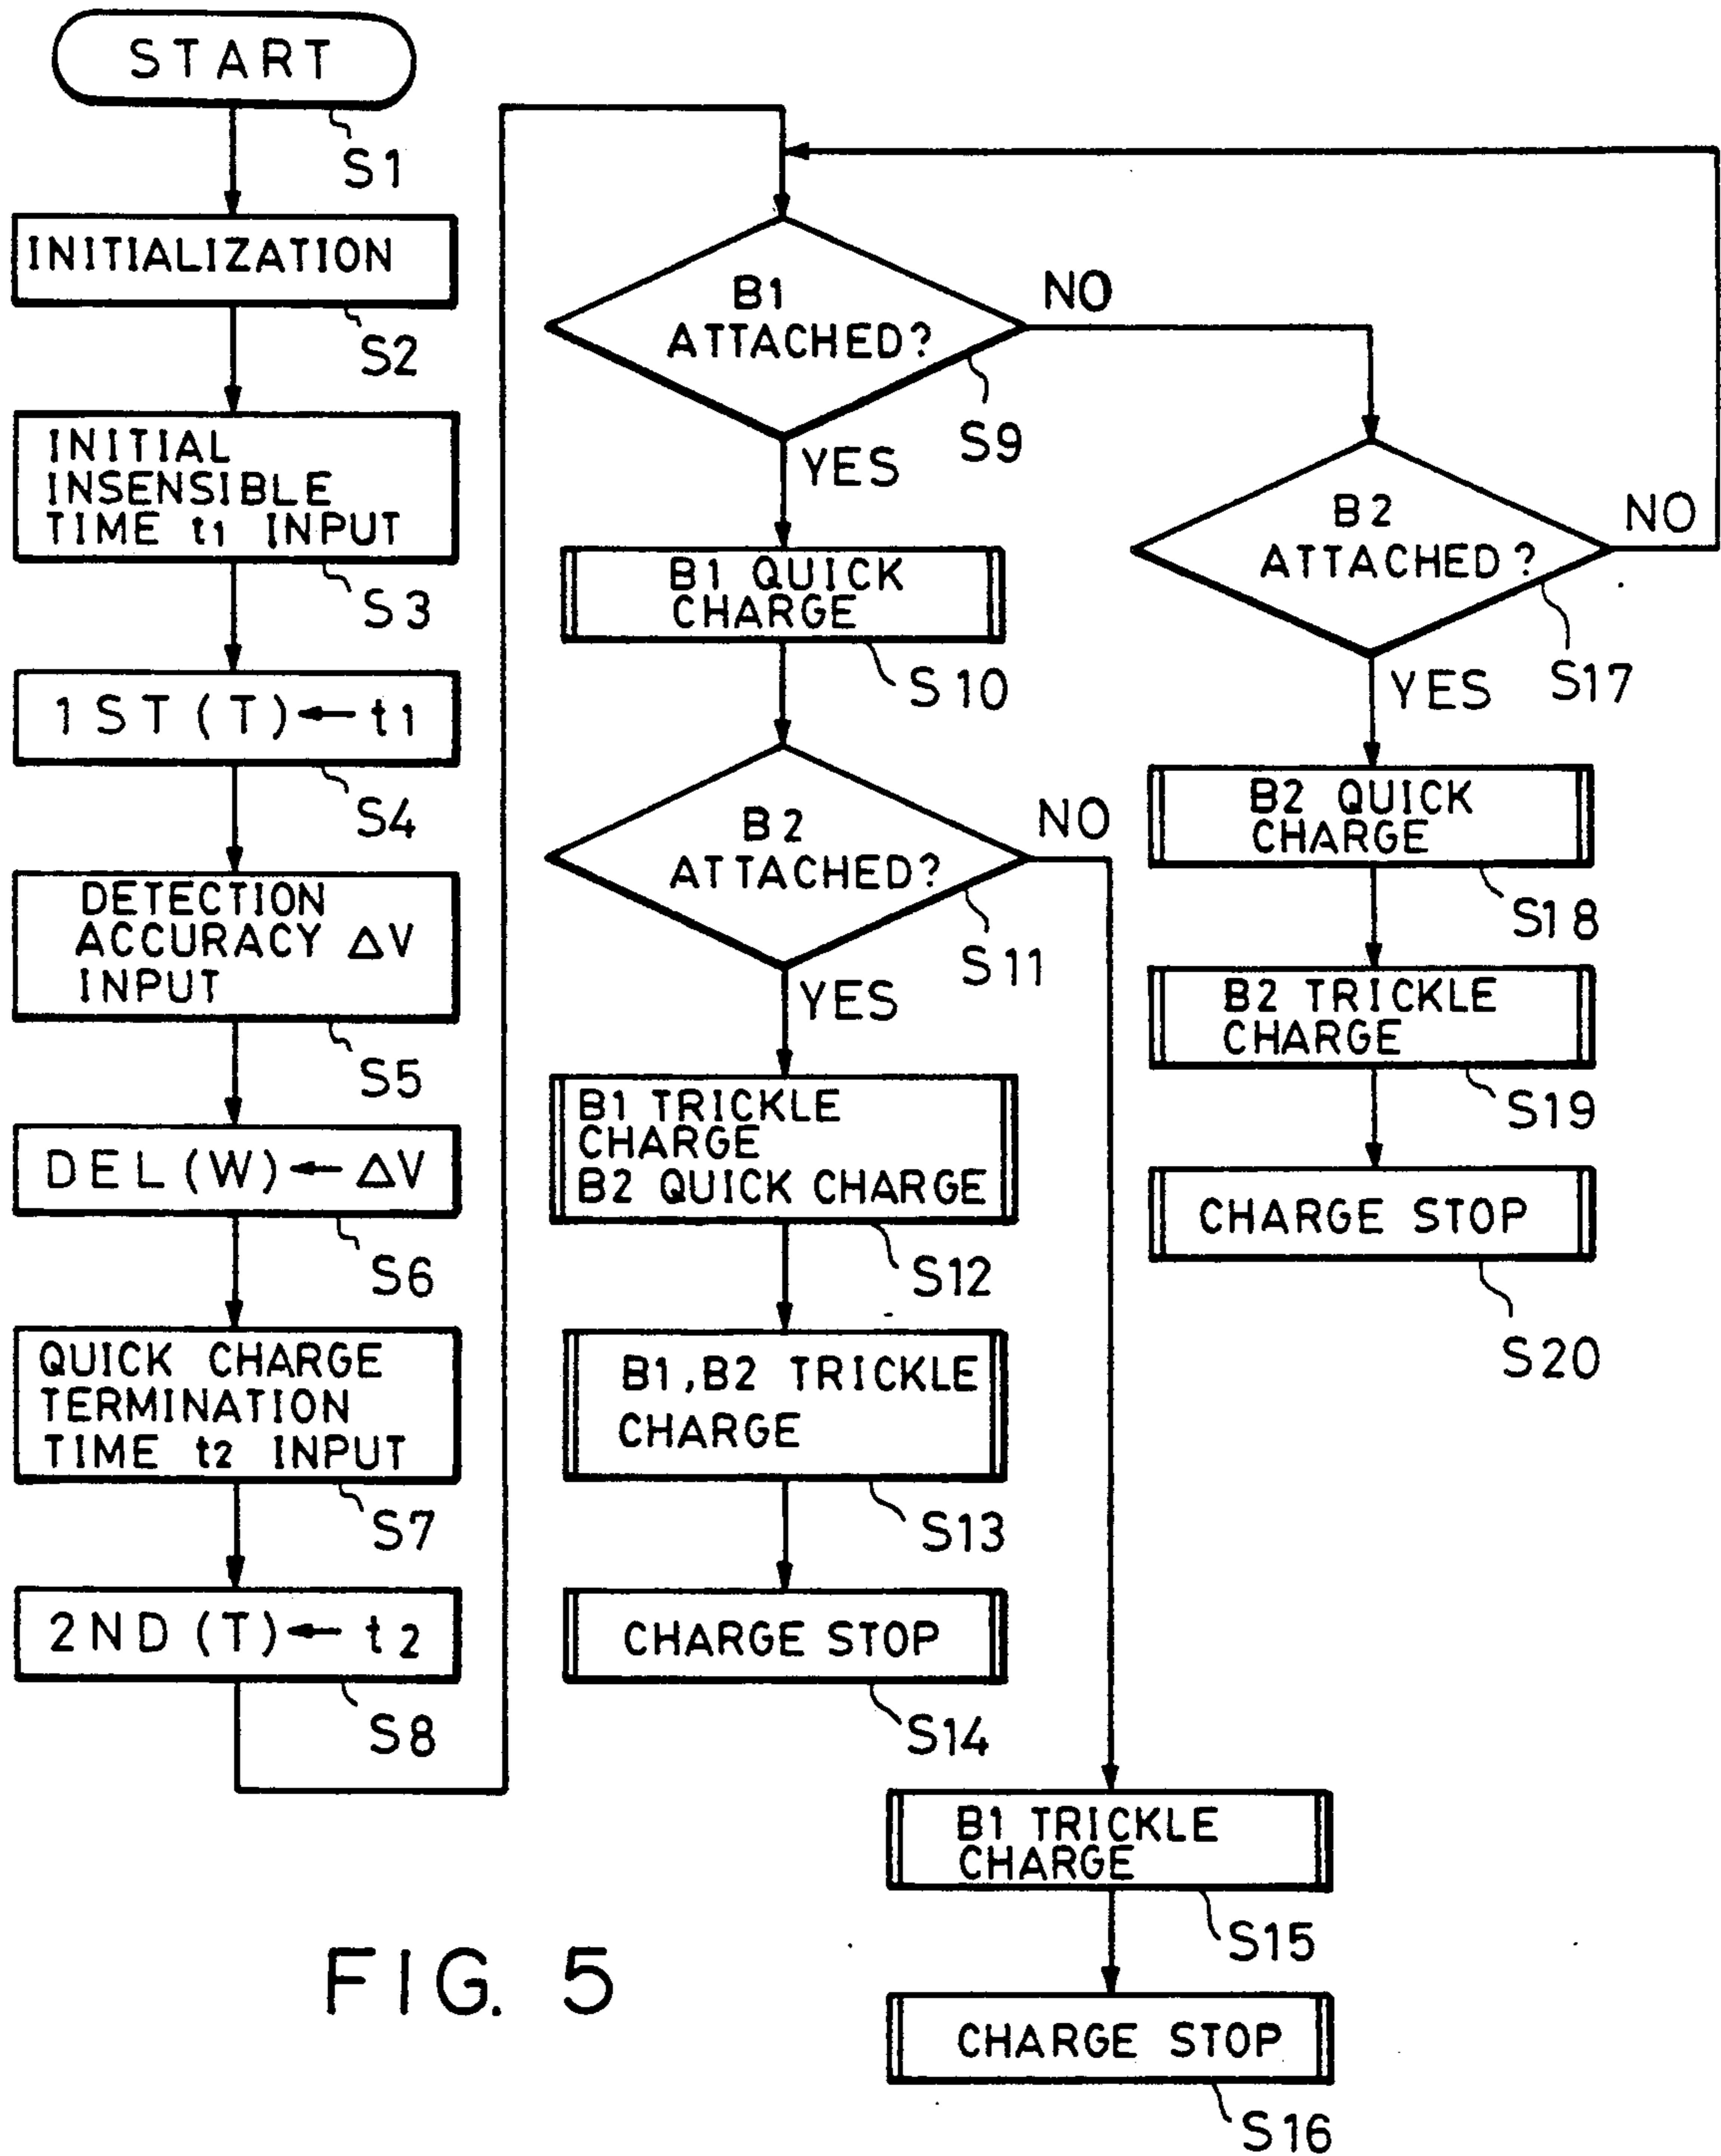 START
S1
INITIALIZATION
S2
INITIAL
INSENSIBLE
TIME t1 INPUT
S3
1ST(T)←t1
S4
DETECTION
ACCURACY ΔV
INPUT
S5
DEL(W)←ΔV
S6
QUICK CHARGE
TERMINATION
TIME t2 INPUT
S7
2ND(T)←t2
S8
B1
ATTACHED?
NO
S9
YES
B1 QUICK
CHARGE
S10
B2
ATTACHED?
NO
S11
YES
B1 TRICKLE
CHARGE
B2 QUICK CHARGE
S12
B1,B2 TRICKLE
CHARGE
S13
CHARGE STOP
S14
B1 TRICKLE
CHARGE
S15
CHARGE STOP
S16
B2
ATTACHED?
NO
S17
YES
B2 QUICK
CHARGE
S18
B2 TRICKLE
CHARGE
S19
CHARGE STOP
S20
FIG. 5